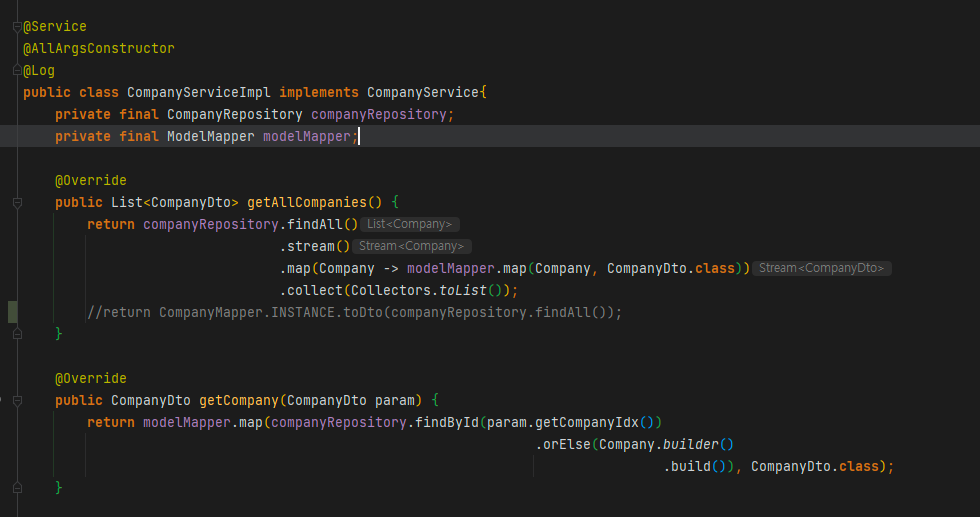 @Service
@AllArgsConstructor
@Log
public class CompanyServiceImpl implements CompanyService{
    private final CompanyRepository companyRepository;
    private final ModelMapper modelMapper;
    @Override
    public List<CompanyDto> getAllCompanies() {
        return companyRepository.findAll() List<Company>
                                .stream() Stream<Company>
                                .map(Company -> modelMapper.map(Company, CompanyDto.class)) Stream<CompanyDto>
                                .collect(Collectors.toList());
        //return CompanyMapper.INSTANCE.toDto(companyRepository.findAll());
    }
    @Override
    public CompanyDto getCompany(CompanyDto param) {
        return modelMapper.map(companyRepository.findById(param.getCompanyIdx())
                                                                .orElse(Company.builder()
                                                                                .build()), CompanyDto.class);
    }